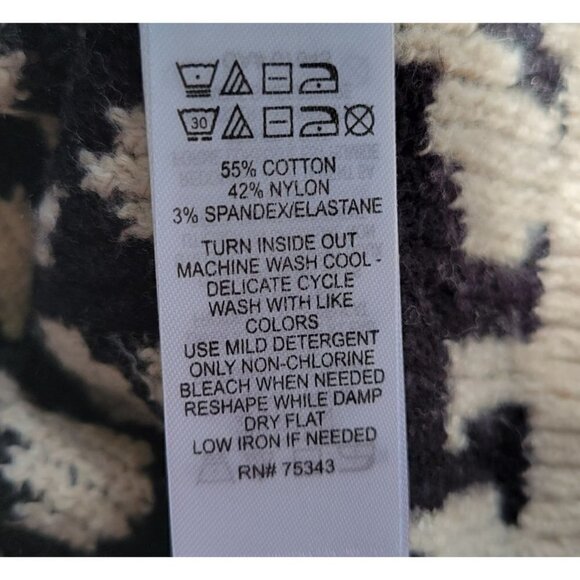 30
55% COTTON
42% NYLON
3% SPANDEX/ELASTANE
TURN INSIDE OUT
MACHINE WASH COOL -
DELICATE CYCLE
WASH WITH LIKE
COLORS
USE MILD DETERGENT
ONLY NON-CHLORINE
BLEACH WHEN NEEDED
RESHAPE WHILE DAMP
DRY FLAT
LOW IRON IF NEEDED
RN# 75343